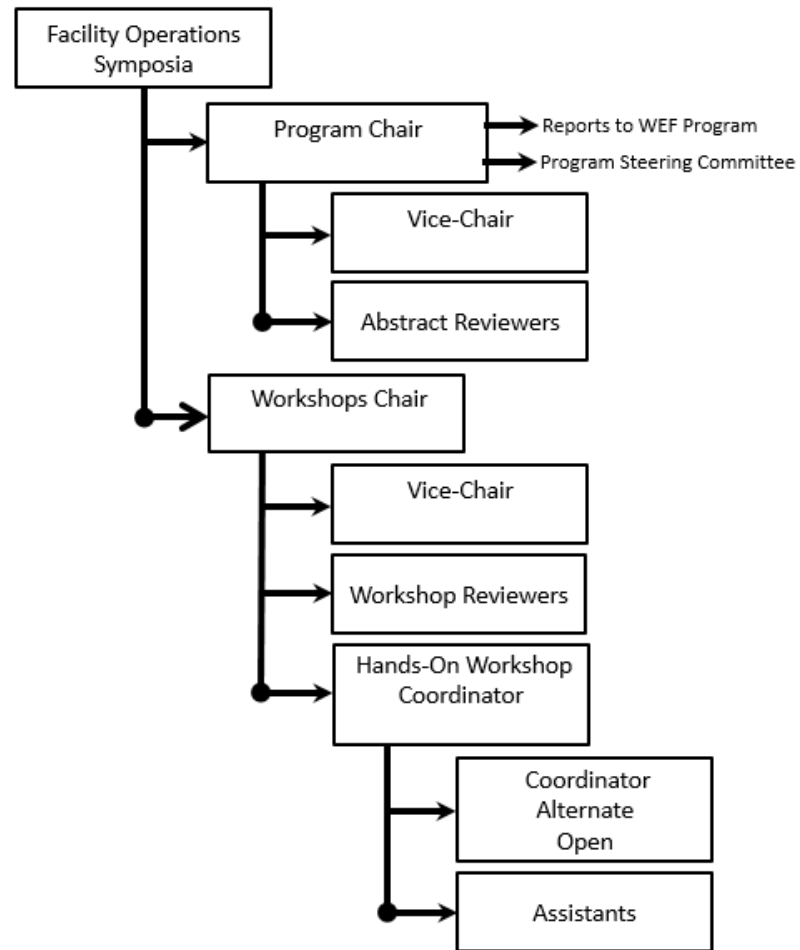 Facility Operations
Symposia
Program Chair
Reports to WEF Program
Program Steering Committee
Vice-Chair
Abstract Reviewers
Workshops Chair
Vice-Chair
Workshop Reviewers
Hands-On Workshop
Coordinator
Coordinator
Alternate
Open
Assistants